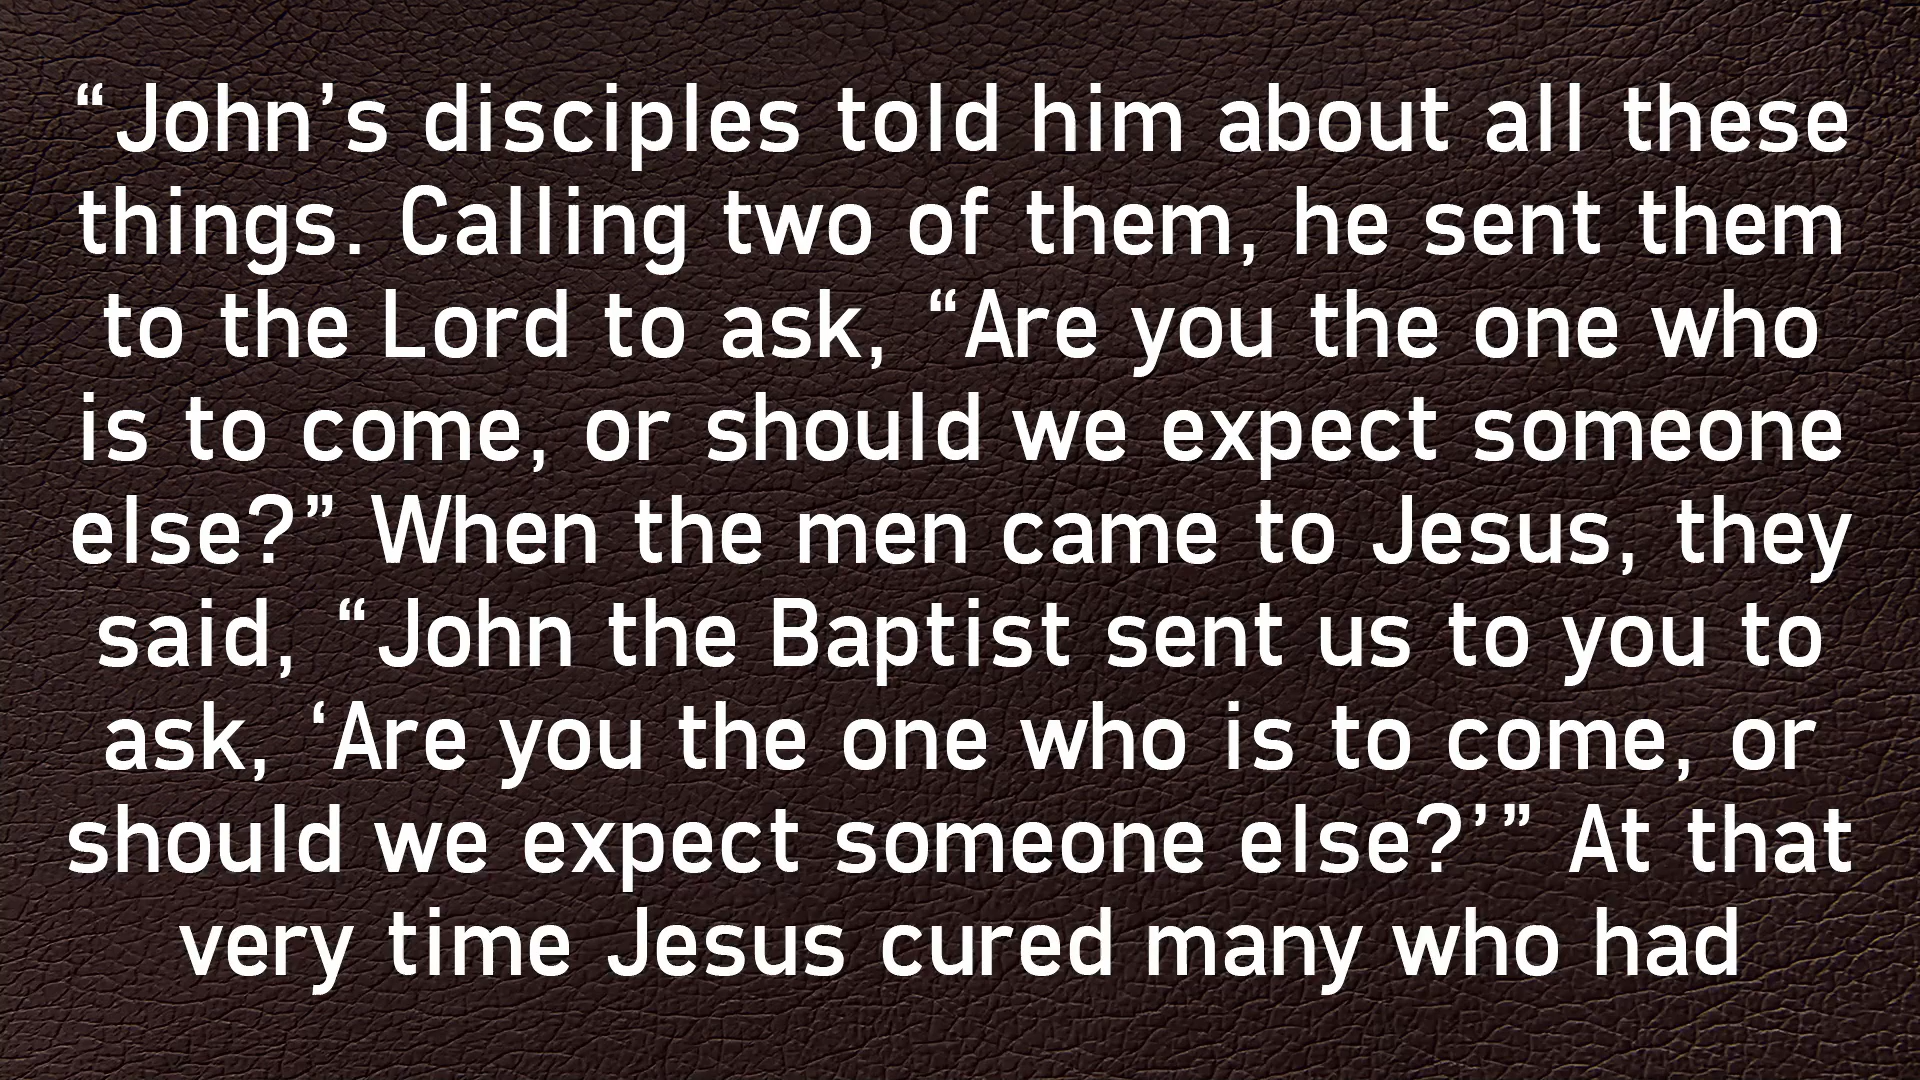 “John’s disciples told him about all these
things. Calling two of them, he sent them
to the Lord to ask, “Are you the one who
is to come, or should we expect someone
else?” When the men came to Jesus, they
said, “John the Baptist sent us to you to
ask, ‘Are you the one who is to come, or
should we expect someone else?’” At that
very time Jesus cured many who had